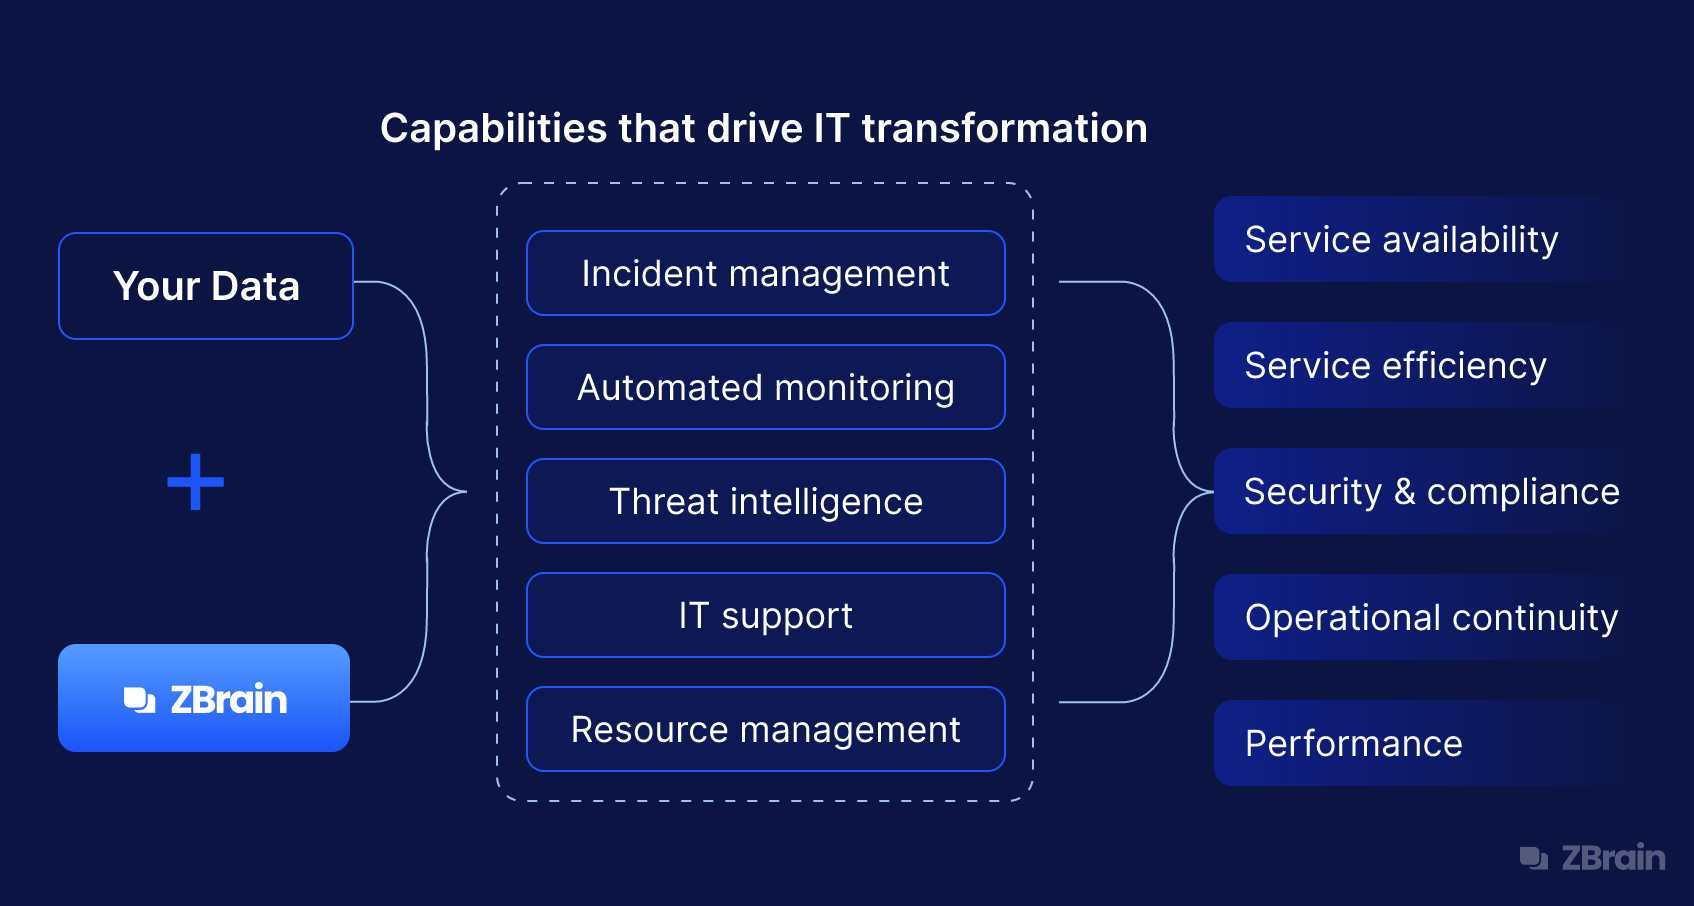 Capabilities that drive IT transformation
Your Data
+
ZBrain
Incident management
Automated monitoring
Threat intelligence
IT support
Resource management
Service availability
Service efficiency
Security & compliance
Operational continuity
Performance
ZBrain